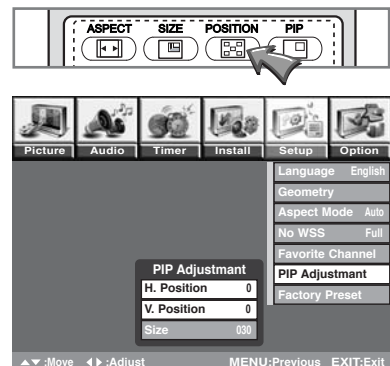 ASPECT SIZE POSITION PIP
Picture Audio Timer Install Setup Option
Language English
Geometry
Aspect Mode Auto
No WSS Full
Favorite Channel
PIP Adjustmant
Factory Preset
PIP Adjustmant
H. Position 0
V. Position 0
Size 030
▲▼ :Move ◀▶ :Adjust MENU:Previous EXIT:Exit